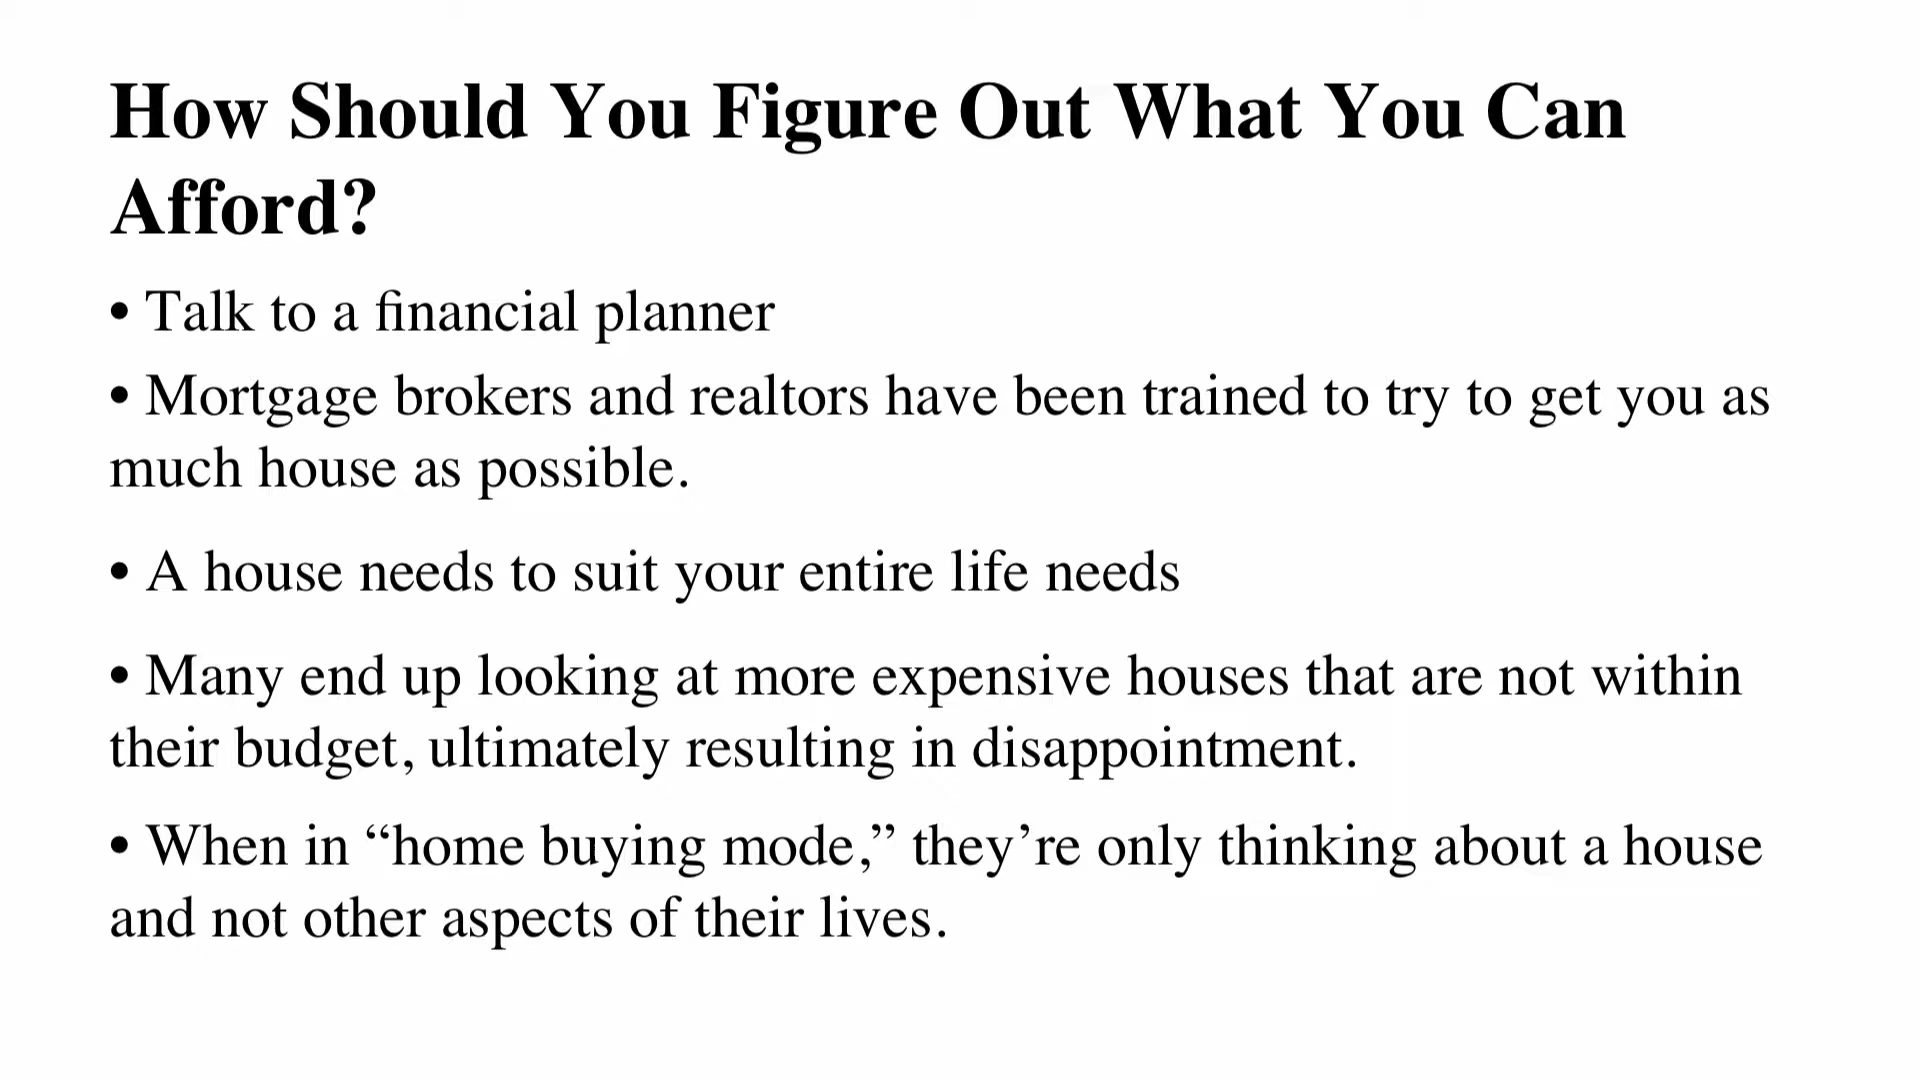 How Should You Figure Out What You Can
Afford?
• Talk to a financial planner
• Mortgage brokers and realtors have been trained to try to get you as
much house as possible.
• A house needs to suit your entire life needs
• Many end up looking at more expensive houses that are not within
their budget, ultimately resulting in disappointment.
• When in “home buying mode,” they’re only thinking about a house
and not other aspects of their lives.